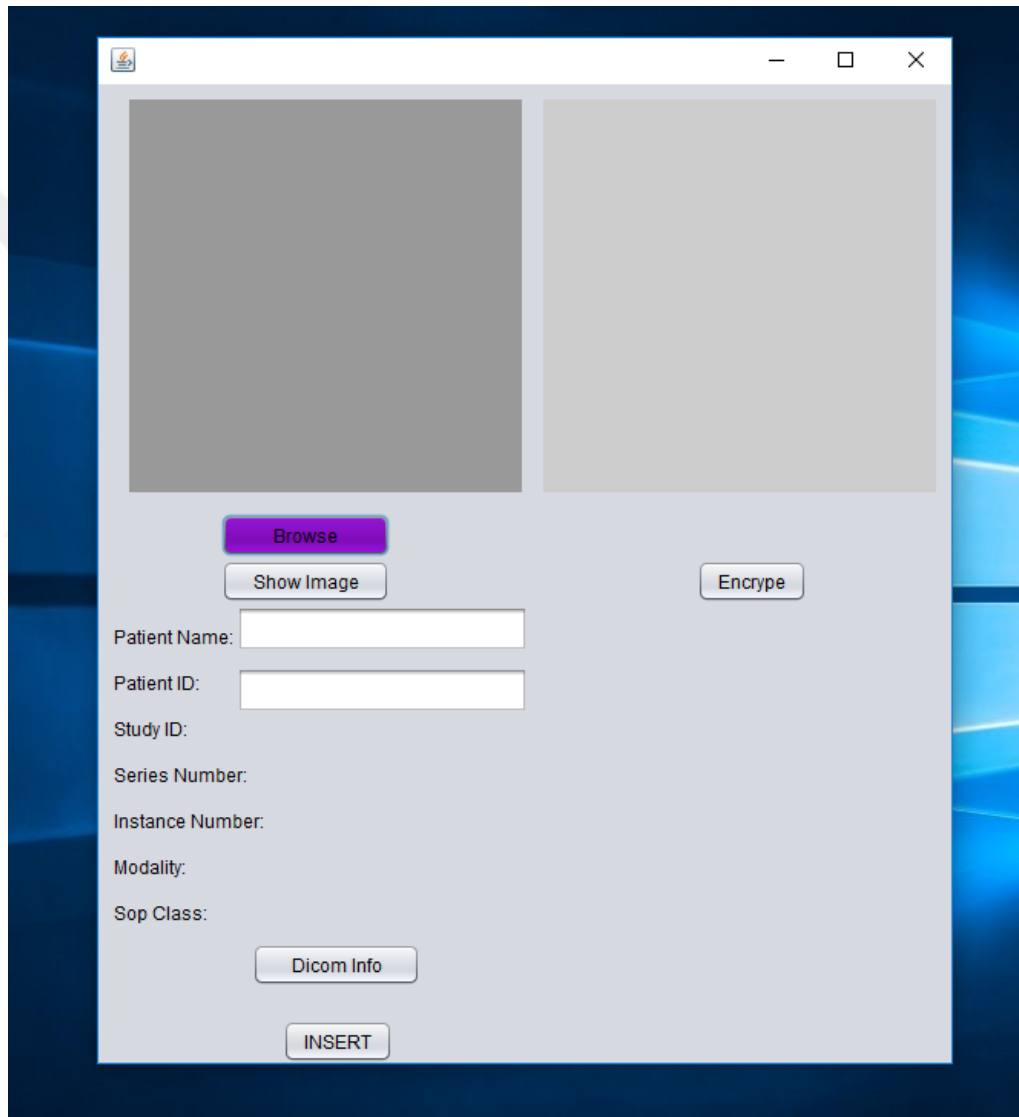 Browse
Show Image
Encrype
Patient Name:
Patient ID:
Study ID:
Series Number:
Instance Number:
Modality:
Sop Class:
Dicom Info
INSERT